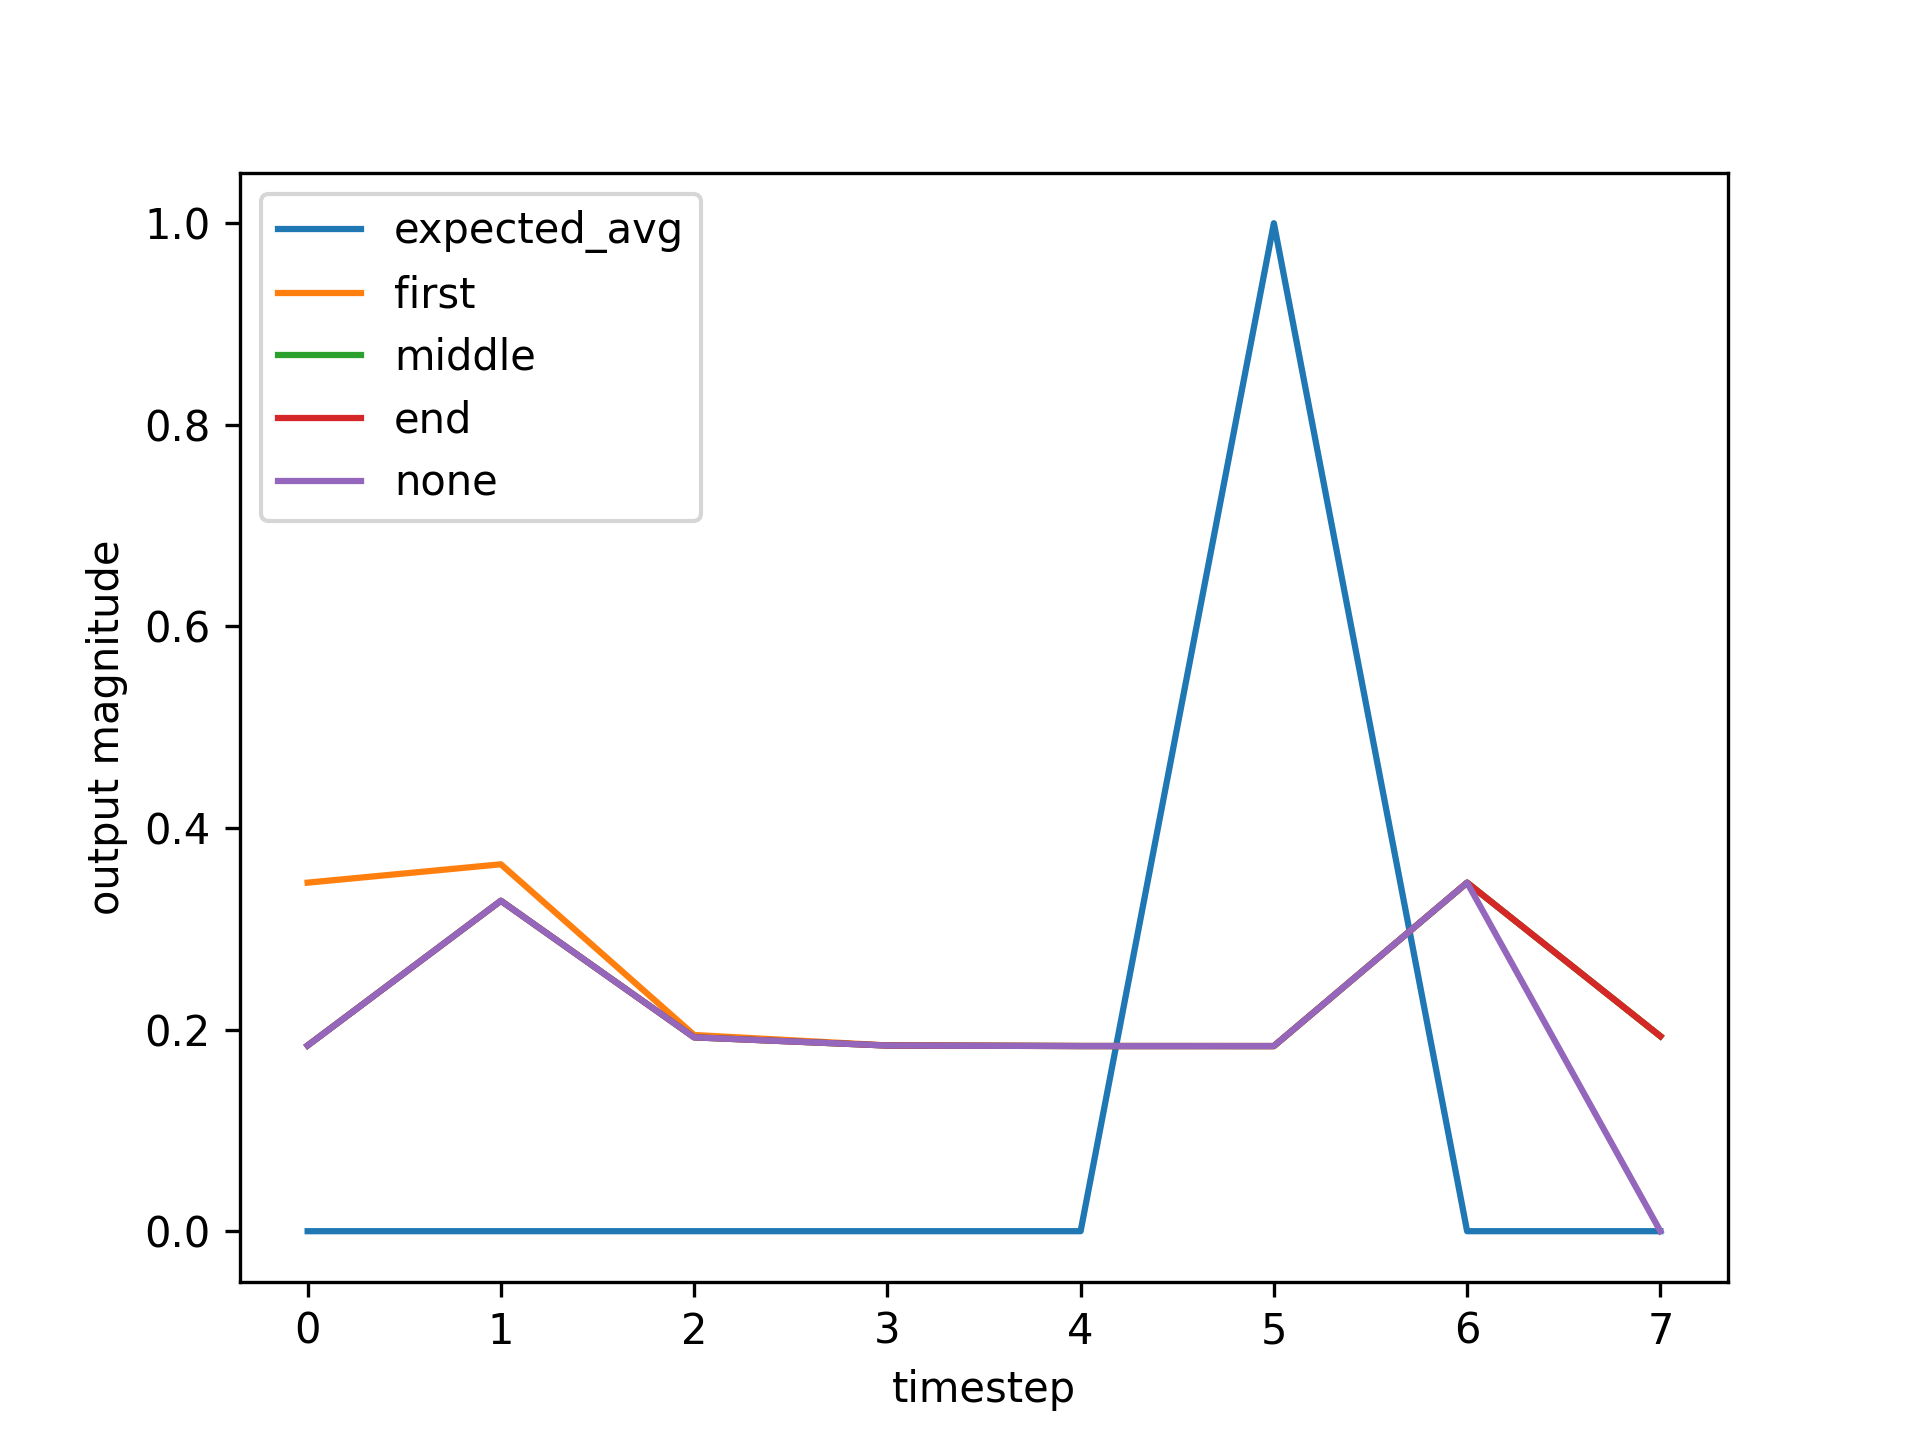 expected_avg
first
middle
end
none
1.0
0.8
0.6
0.4
0.2
0.0
output magnitude
0 1 2 3 4 5 6 7
timestep